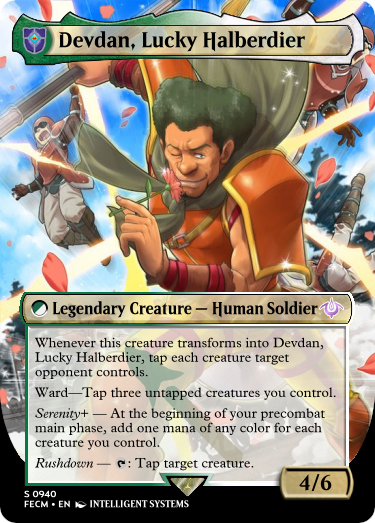 Devdan, Lucky Halberdier
Legendary Creature — Human Soldier
Whenever this creature transforms into Devdan,
Lucky Halberdier, tap each creature target
opponent controls.
Ward—Tap three untapped creatures you control.
Serenity+ — At the beginning of your precombat
main phase, add one mana of any color for each
creature you control.
Rushdown — : Tap target creature.
4/6
S 0940
FECM • EN INTELLIGENT SYSTEMS